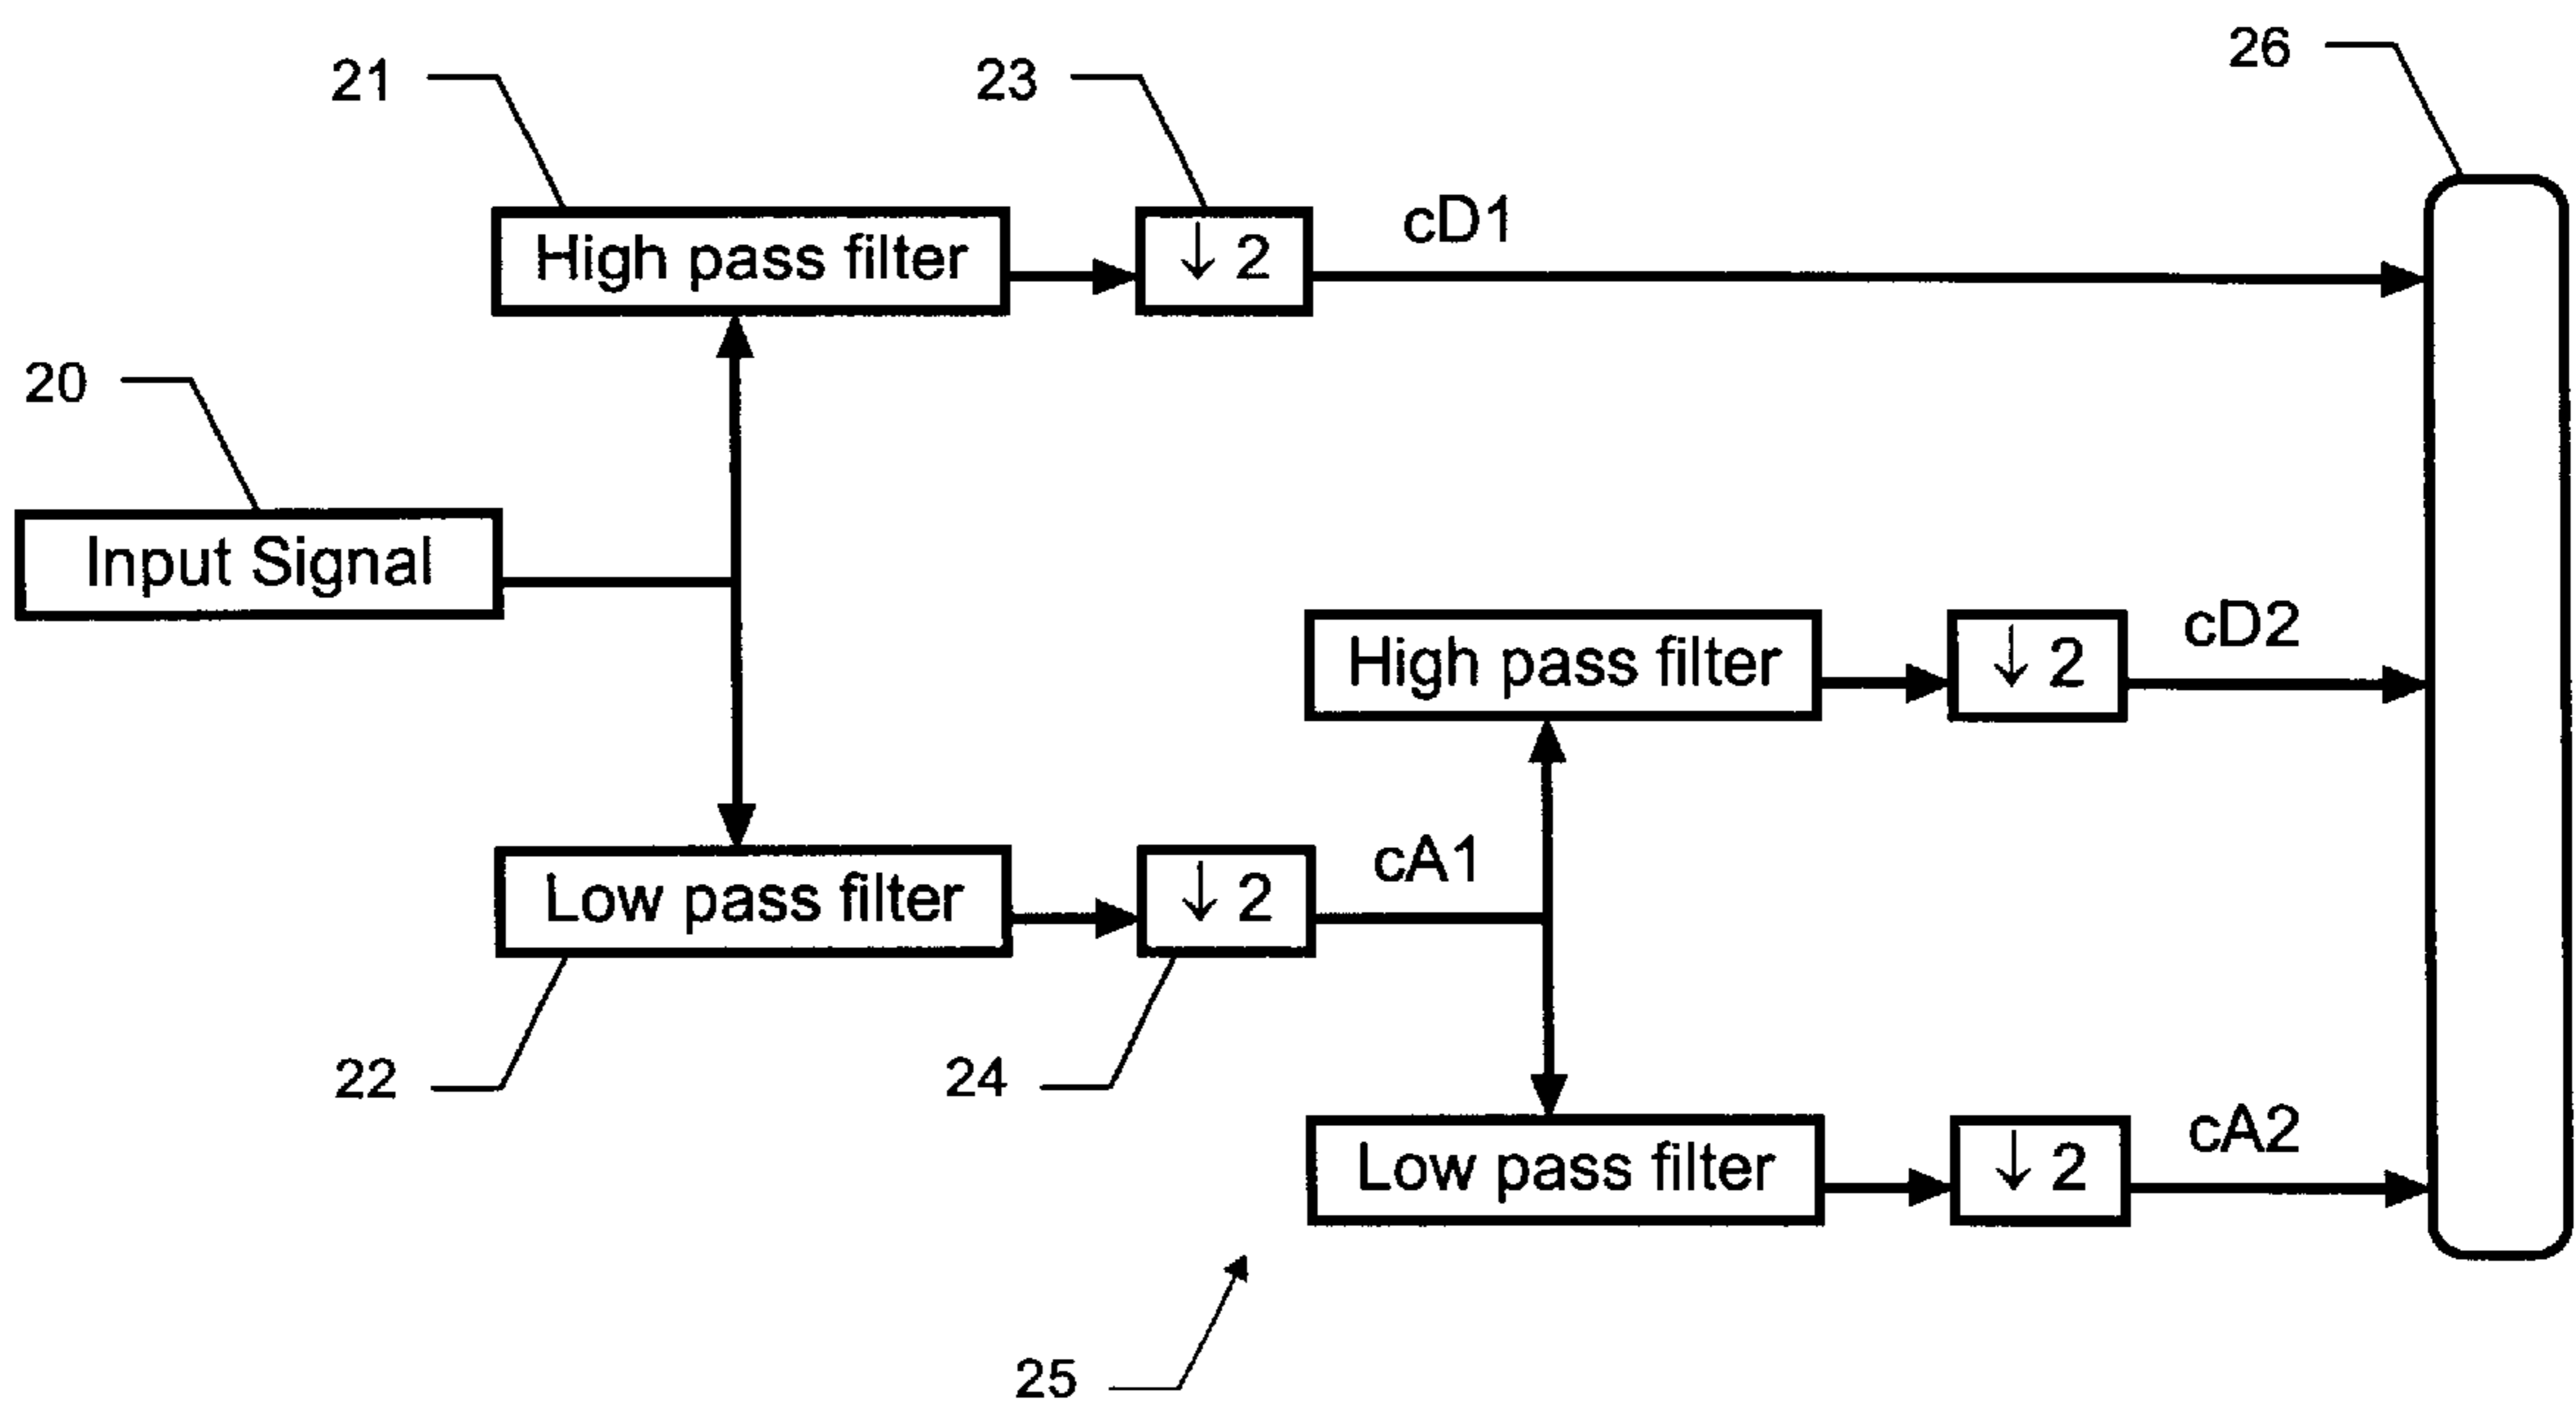 26
21
23
cD1
High pass filter
↓ 2
20
Input Signal
cD2
High pass filter
↓ 2
cA1
Low pass filter
↓ 2
22
24
cA2
Low pass filter
↓ 2
25